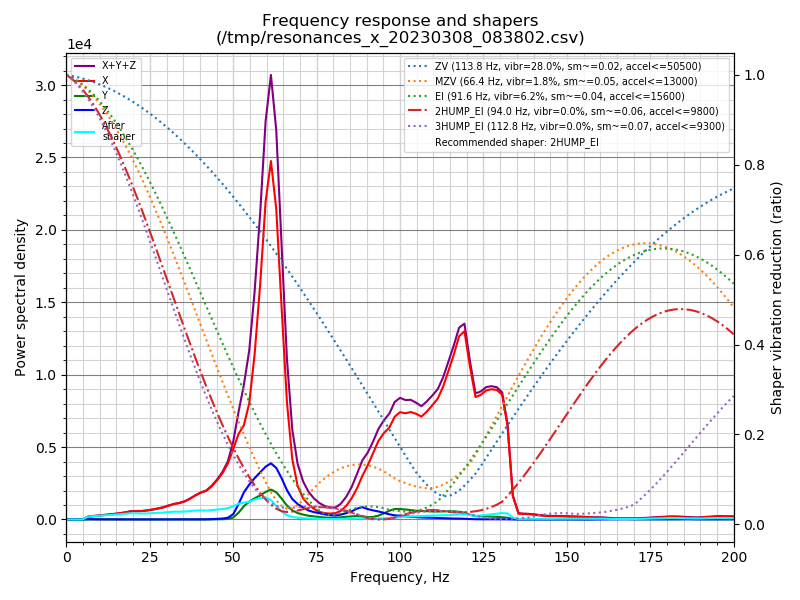 Frequency response and shapers
(/tmp/resonances_x_20230308_083802.csv)
1e4
X+Y+Z
X
Y
Z
After
shaper
ZV (113.8 Hz, vibr=28.0%, sm~=0.02, accel<=50500)
MZV (66.4 Hz, vibr=1.8%, sm~=0.05, accel<=13000)
EI (91.6 Hz, vibr=6.2%, sm~=0.04, accel<=15600)
2HUMP_EI (94.0 Hz, vibr=0.0%, sm~=0.06, accel<=9800)
3HUMP_EI (112.8 Hz, vibr=0.0%, sm~=0.07, accel<=9300)
Recommended shaper: 2HUMP_EI
Power spectral density
3.0
2.5
2.0
1.5
1.0
0.5
0.0
1.0
0.8
0.6
0.4
0.2
0.0
Shaper vibration reduction (ratio)
0 25 50 75 100 125 150 175 200
Frequency, Hz